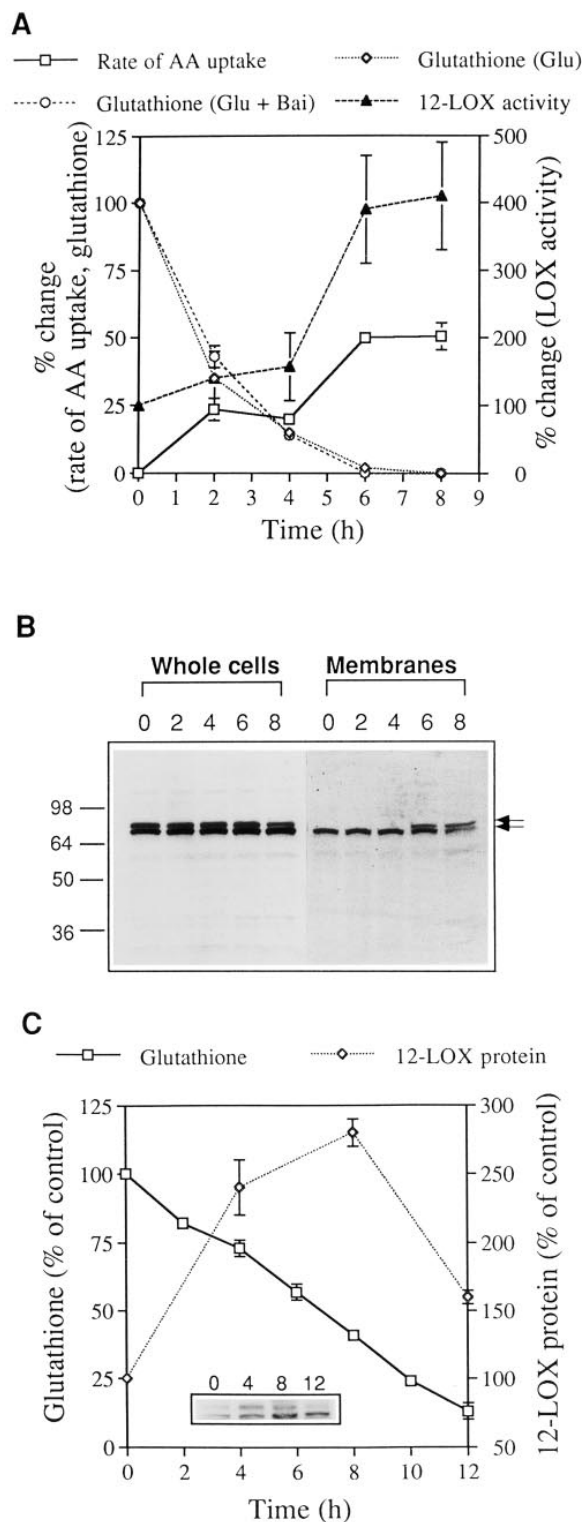 A
Rate of AA uptake
Glutathione (Glu)
Glutathione (Glu + Bai)
12-LOX activity
% change
(rate of AA uptake, glutathione)
125
100
75
50
25
0
500
400
300
200
100
0
% change (LOX activity)
0 1 2 3 4 5 6 7 8 9
Time (h)
B
Whole cells
Membranes
0 2 4 6 8 0 2 4 6 8
98
64
50
36
C
Glutathione
12-LOX protein
Glutathione (% of control)
125
100
75
50
25
0
300
250
200
150
100
50
12-LOX protein (% of control)
0 4 8 12
0 2 4 6 8 10 12
Time (h)